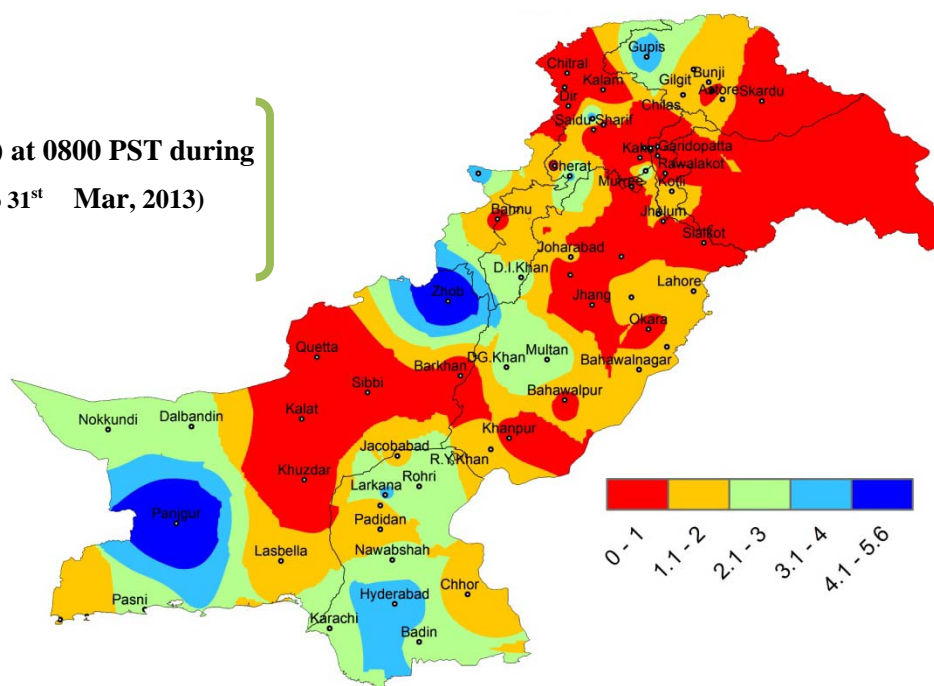 ) at 0800 PST during
31st Mar, 2013)
Gupis
Chitral
Kalam
Gilgit
Bunji
Dir
Astore
Skardu
Chilas
Saidu Sharif
Garidopatta
Rawalakot
Cherat
Murree
Kotli
Bannu
Jhelum
Sialkot
Joharabad
D.I.Khan
Lahore
Zhob
Jhang
Okara
Quetta
DG.Khan
Multan
Barkhan
Bahawalnagar
Sibbi
Bahawalpur
Kalat
Nokkundi
Dalbandin
Khanpur
Jacobabad
R.Y.Khan
Khuzdar
Larkana
Rohri
Panjgur
Padidan
Lasbella
Nawabshah
Chhor
Pasni
Hyderabad
Karachi
Badin
0 - 1
1.1 - 2
2.1 - 3
3.1 - 4
4.1 - 5.6